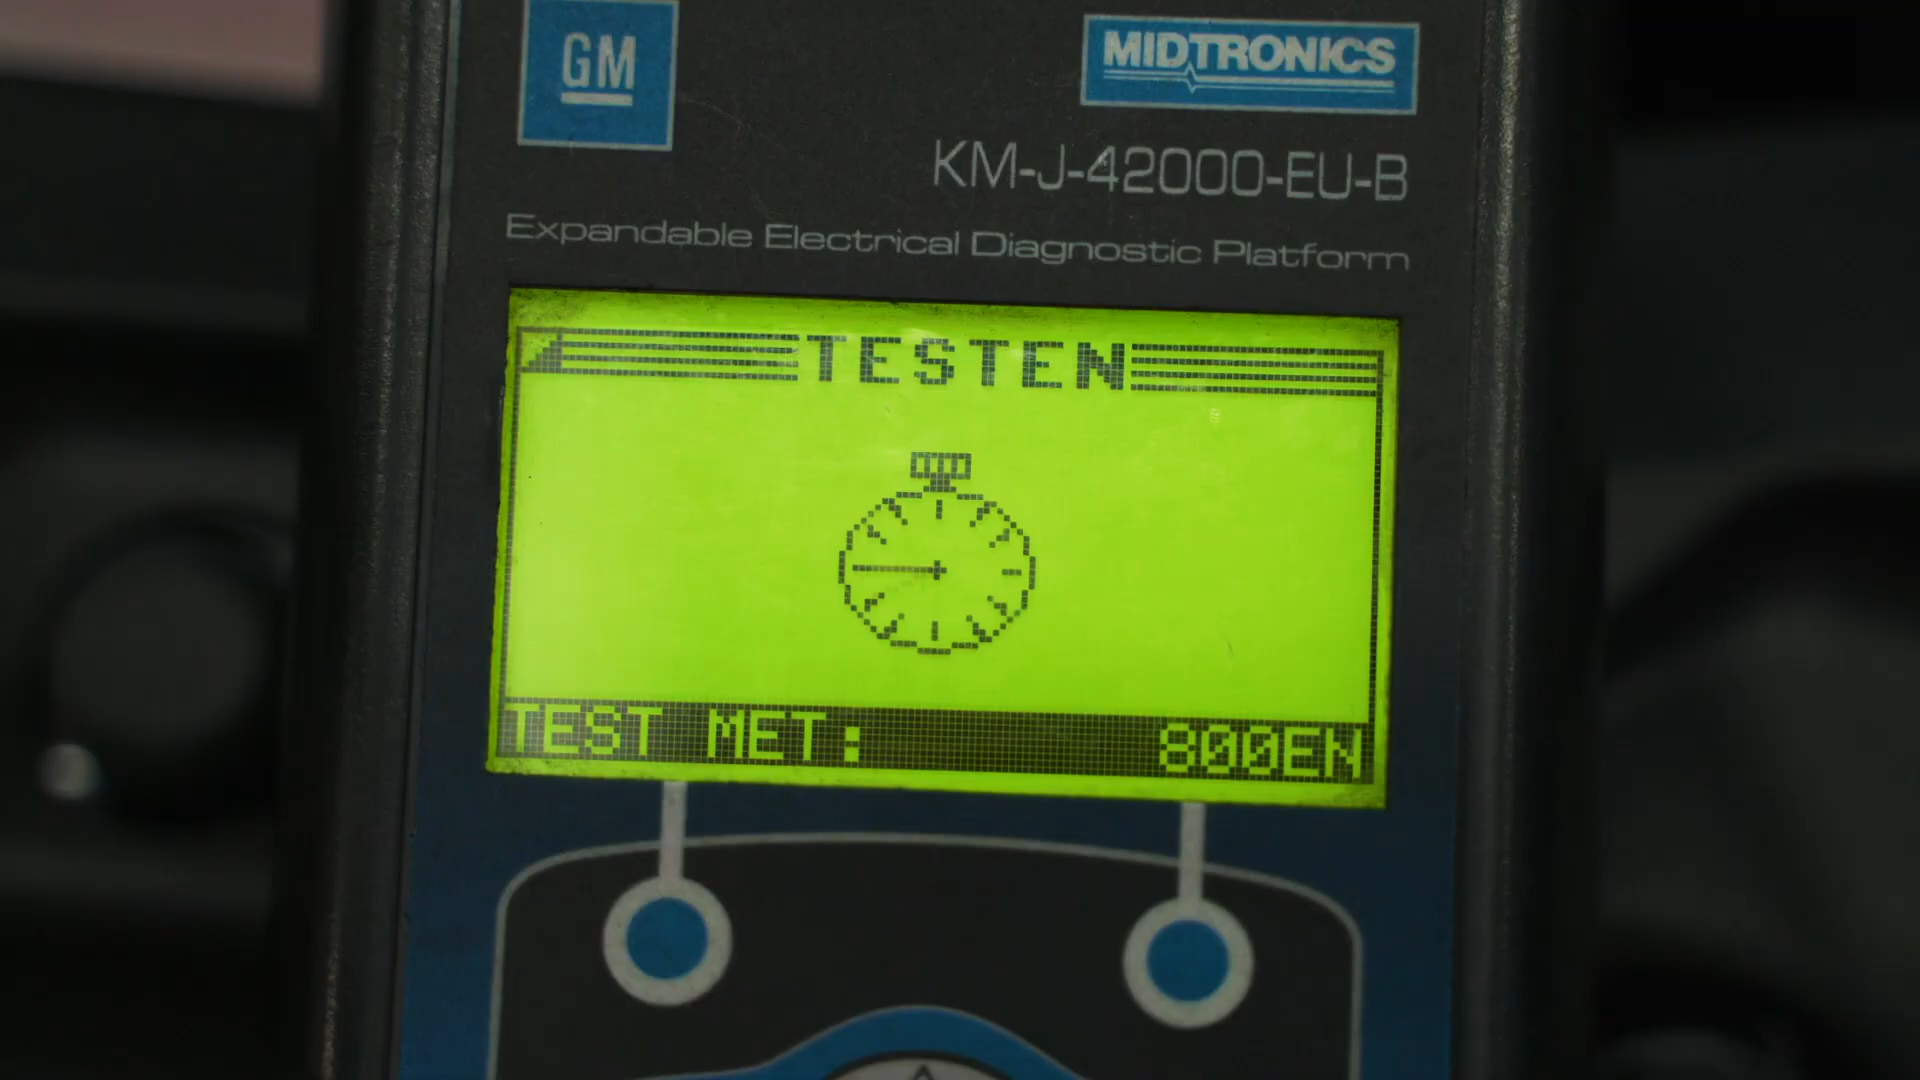 GM
MIDTRONICS
KM-J-42000-EU-B
Expandable Electrical Diagnostic Platform
TESTEN
TEST MET: 800EN